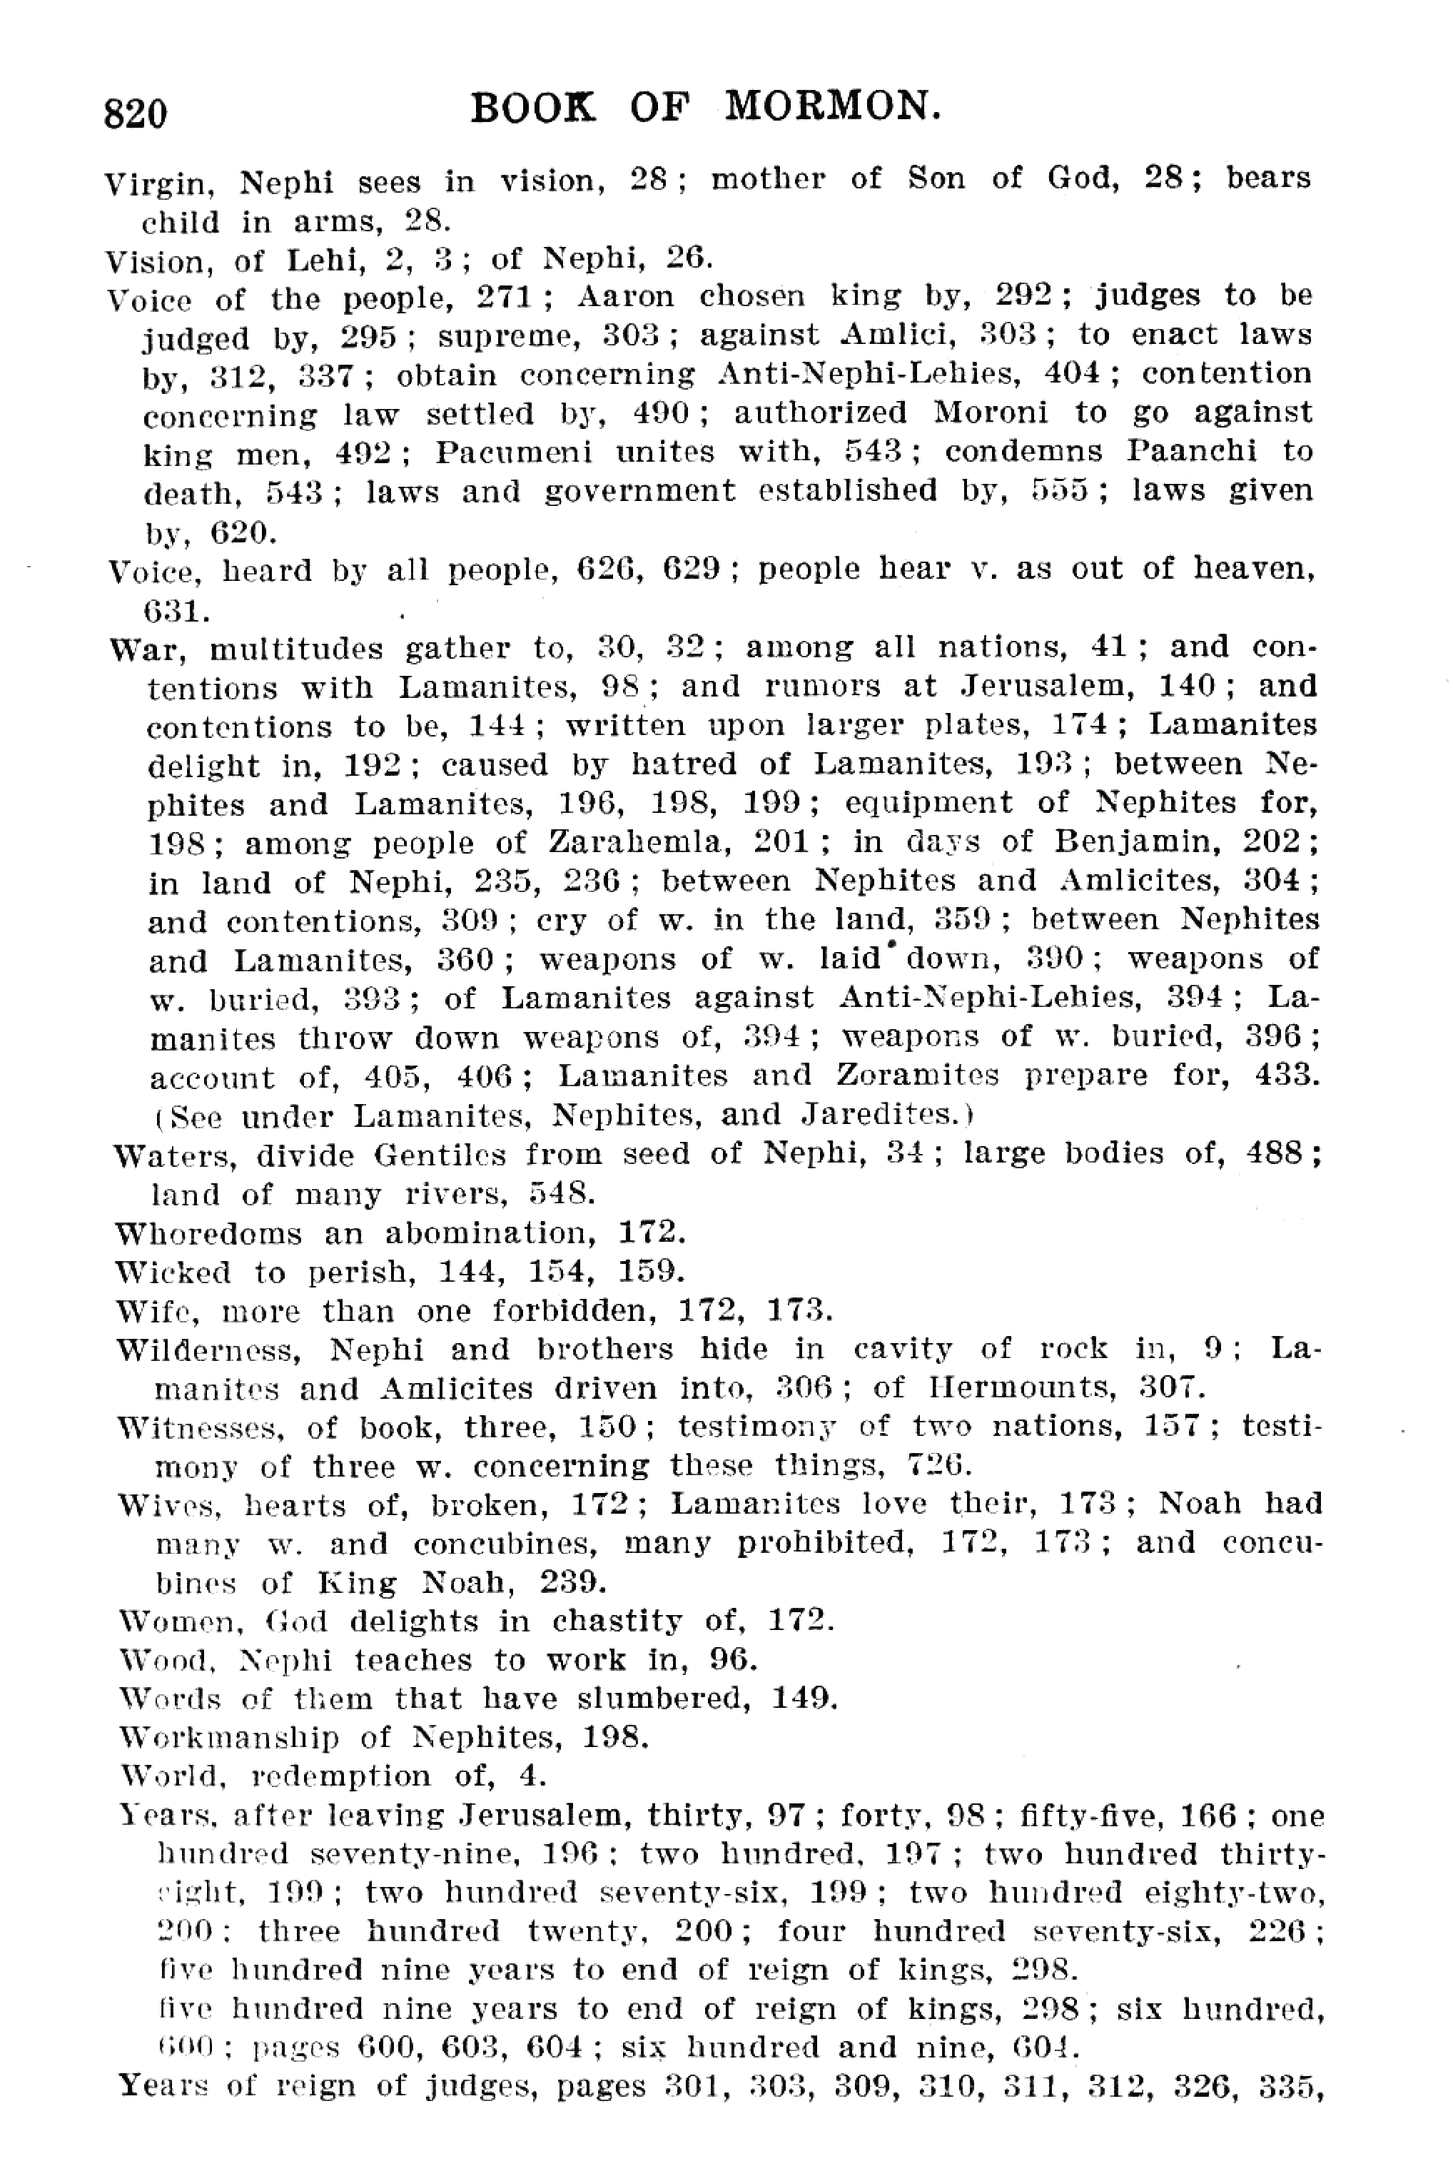 820 BOOK OF MORMON.
Virgin, Nephi sees in vision, 28; mother of Son of God, 28; bears
child in arms, 28.
Vision, of Lehi, 2, 3; of Nephi, 26.
Voice of the people, 271; Aaron chosen king by, 292; judges to be
judged by, 295; supreme, 303; against Amlici, 303; to enact laws
by, 312, 337; obtain concerning Anti-Nephi-Lehies, 404; contention
concerning law settled by, 490; authorized Moroni to go against
king men, 492; Pacumeni unites with, 543; condemns Paanchi to
death, 543; laws and government established by, 555; laws given
by, 620.
Voice, heard by all people, 626, 629; people hear v. as out of heaven,
631.
War, multitudes gather to, 30, 32; among all nations, 41; and con-
tentions with Lamanites, 98; and rumors at Jerusalem, 140; and
contentions to be, 144; written upon larger plates, 174; Lamanites
delight in, 192; caused by hatred of Lamanites, 193; between Ne-
phites and Lamanites, 196, 198, 199; equipment of Nephites for,
198; among people of Zarahemla, 201; in days of Benjamin, 202;
in land of Nephi, 235, 236; between Nephites and Amlicites, 304;
and contentions, 309; cry of w. in the land, 359; between Nephites
and Lamanites, 360; weapons of w. laid down, 390; weapons of
w. buried, 393; of Lamanites against Anti-Nephi-Lehies, 394; La-
manites throw down weapons of, 394; weapons of w. buried, 396;
account of, 405, 406; Lamanites and Zoramites prepare for, 433.
(See under Lamanites, Nephites, and Jaredites.)
Waters, divide Gentiles from seed of Nephi, 34; large bodies of, 488;
land of many rivers, 548.
Whoredoms an abomination, 172.
Wicked to perish, 144, 154, 159.
Wife, more than one forbidden, 172, 173.
Wilderness, Nephi and brothers hide in cavity of rock in, 9; La-
manites and Amlicites driven into, 306; of Hermounts, 307.
Witnesses, of book, three, 150; testimony of two nations, 157; testi-
mony of three w. concerning these things, 726.
Wives, hearts of, broken, 172; Lamanites love their, 173; Noah had
many w. and concubines, many prohibited, 172, 173; and concu-
bines of King Noah, 239.
Women, God delights in chastity of, 172.
Wood, Nephi teaches to work in, 96.
Words of them that have slumbered, 149.
Workmanship of Nephites, 198.
World, redemption of, 4.
Years, after leaving Jerusalem, thirty, 97; forty, 98; fifty-five, 166; one
hundred seventy-nine, 196; two hundred, 197; two hundred thirty-
eight, 199; two hundred seventy-six, 199; two hundred eighty-two,
200; three hundred twenty, 200; four hundred seventy-six, 226;
five hundred nine years to end of reign of kings, 298.
five hundred nine years to end of reign of kings, 298; six hundred,
600; pages 600, 603, 604; six hundred and nine, 604.
Years of reign of judges, pages 301, 303, 309, 310, 311, 312, 326, 335,